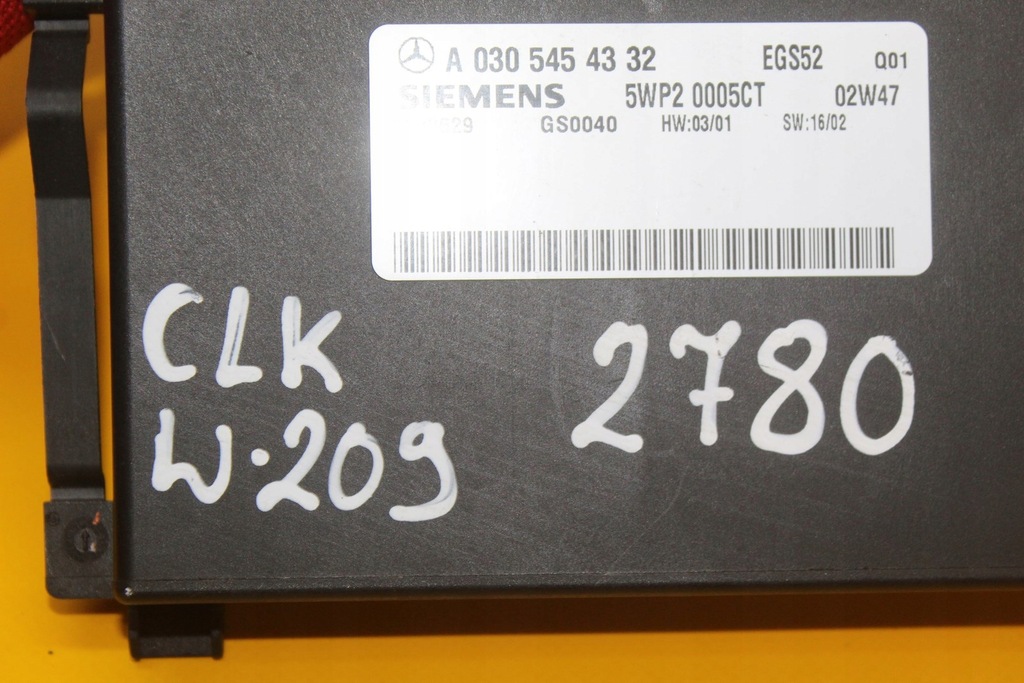 A 030 545 43 32 EGS52 Q01
SIEMENS 5WP2 0005CT 02W47
GS0040 HW:03/01 SW:16/02
CLK 2780
W.209